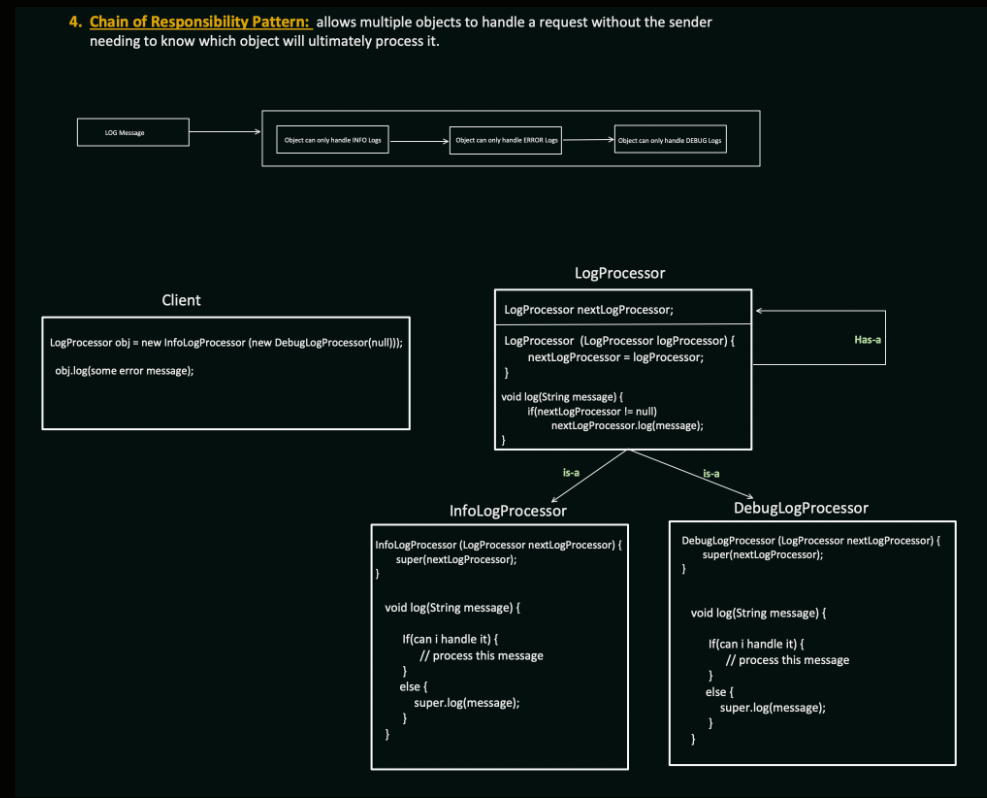 4. Chain of Responsibility Pattern: allows multiple objects to handle a request without the sender
needing to know which object will ultimately process it.
LOG Message
Object can only handle INFO Logs
Object can only handle ERROR Logs
Object can only handle DEBUG Logs
Client
LogProcessor obj = new InfoLogProcessor (new DebugLogProcessor(null)));
obj.log(some error message);
LogProcessor
LogProcessor nextLogProcessor;
LogProcessor (LogProcessor logProcessor) {
nextLogProcessor = logProcessor;
}
void log(String message) {
if(nextLogProcessor != null)
nextLogProcessor.log(message);
}
Has-a
is-a
is-a
InfoLogProcessor
InfoLogProcessor (LogProcessor nextLogProcessor) {
super(nextLogProcessor);
}
void log(String message) {
If(can i handle it) {
// process this message
}
else {
super.log(message);
}
}
DebugLogProcessor
DebugLogProcessor (LogProcessor nextLogProcessor) {
super(nextLogProcessor);
}
void log(String message) {
If(can i handle it) {
// process this message
}
else {
super.log(message);
}
}